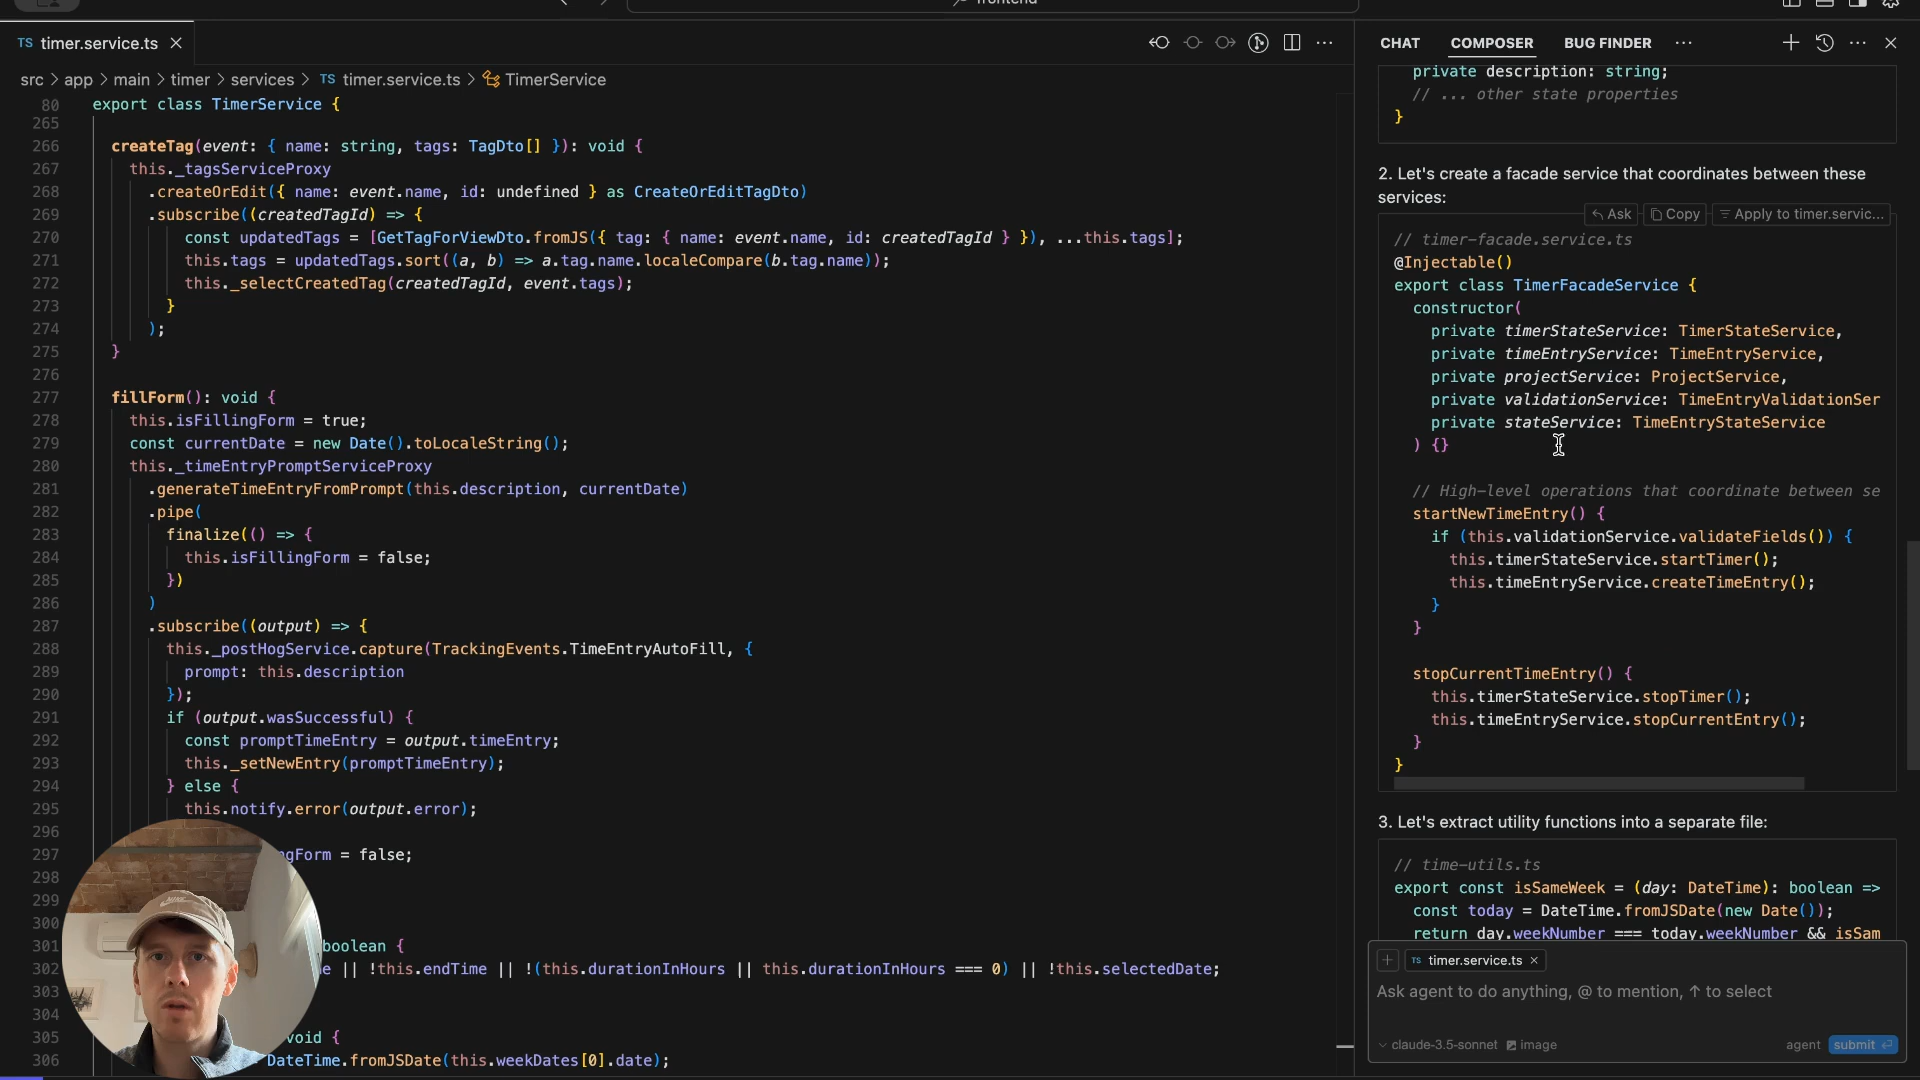 frontend
TS timer.service.ts ×
src > app > main > timer > services > TS timer.service.ts > TimerService
80 export class TimerService {
265
266 createTag(event: { name: string, tags: TagDto[] }): void {
267 this._tagsServiceProxy
268 .createOrEdit({ name: event.name, id: undefined } as CreateOrEditTagDto)
269 .subscribe((createdTagId) => {
270 const updatedTags = [GetTagForViewDto.fromJS({ tag: { name: event.name, id: createdTagId } }), ...this.tags];
271 this.tags = updatedTags.sort((a, b) => a.tag.name.localeCompare(b.tag.name));
272 this._selectCreatedTag(createdTagId, event.tags);
273 }
274 );
275 }
276
277 fillForm(): void {
278 this.isFillingForm = true;
279 const currentDate = new Date().toLocaleString();
280 this._timeEntryPromptServiceProxy
281 .generateTimeEntryFromPrompt(this.description, currentDate)
282 .pipe(
283 finalize(() => {
284 this.isFillingForm = false;
285 })
286 )
287 .subscribe((output) => {
288 this._postHogService.capture(TrackingEvents.TimeEntryAutoFill, {
289 prompt: this.description
290 });
291 if (output.wasSuccessful) {
292 const promptTimeEntry = output.timeEntry;
293 this._setNewEntry(promptTimeEntry);
294 } else {
295 this.notify.error(output.error);
296
297 ngForm = false;
298
299
300
301 boolean {
302 e || !this.endTime || !(this.durationInHours || this.durationInHours === 0) || !this.selectedDate;
303
304
305 void {
306 DateTime.fromJSDate(this.weekDates[0].date);
CHAT COMPOSER BUG FINDER ...
private description: string;
// ... other state properties
}
2. Let's create a facade service that coordinates between these
services:
Ask Copy Apply to timer.servic...
// timer-facade.service.ts
@Injectable()
export class TimerFacadeService {
constructor(
private timerStateService: TimerStateService,
private timeEntryService: TimeEntryService,
private projectService: ProjectService,
private validationService: TimeEntryValidationSer
private stateService: TimeEntryStateService
) {}
// High-level operations that coordinate between se
startNewTimeEntry() {
if (this.validationService.validateFields()) {
this.timerStateService.startTimer();
this.timeEntryService.createTimeEntry();
}
}
stopCurrentTimeEntry() {
this.timerStateService.stopTimer();
this.timeEntryService.stopCurrentEntry();
}
}
3. Let's extract utility functions into a separate file:
// time-utils.ts
export const isSameWeek = (day: DateTime): boolean =>
const today = DateTime.fromJSDate(new Date());
return day.weekNumber === today.weekNumber && isSam
+ TS timer.service.ts ×
Ask agent to do anything, @ to mention, ↑ to select
claude-3.5-sonnet image agent submit